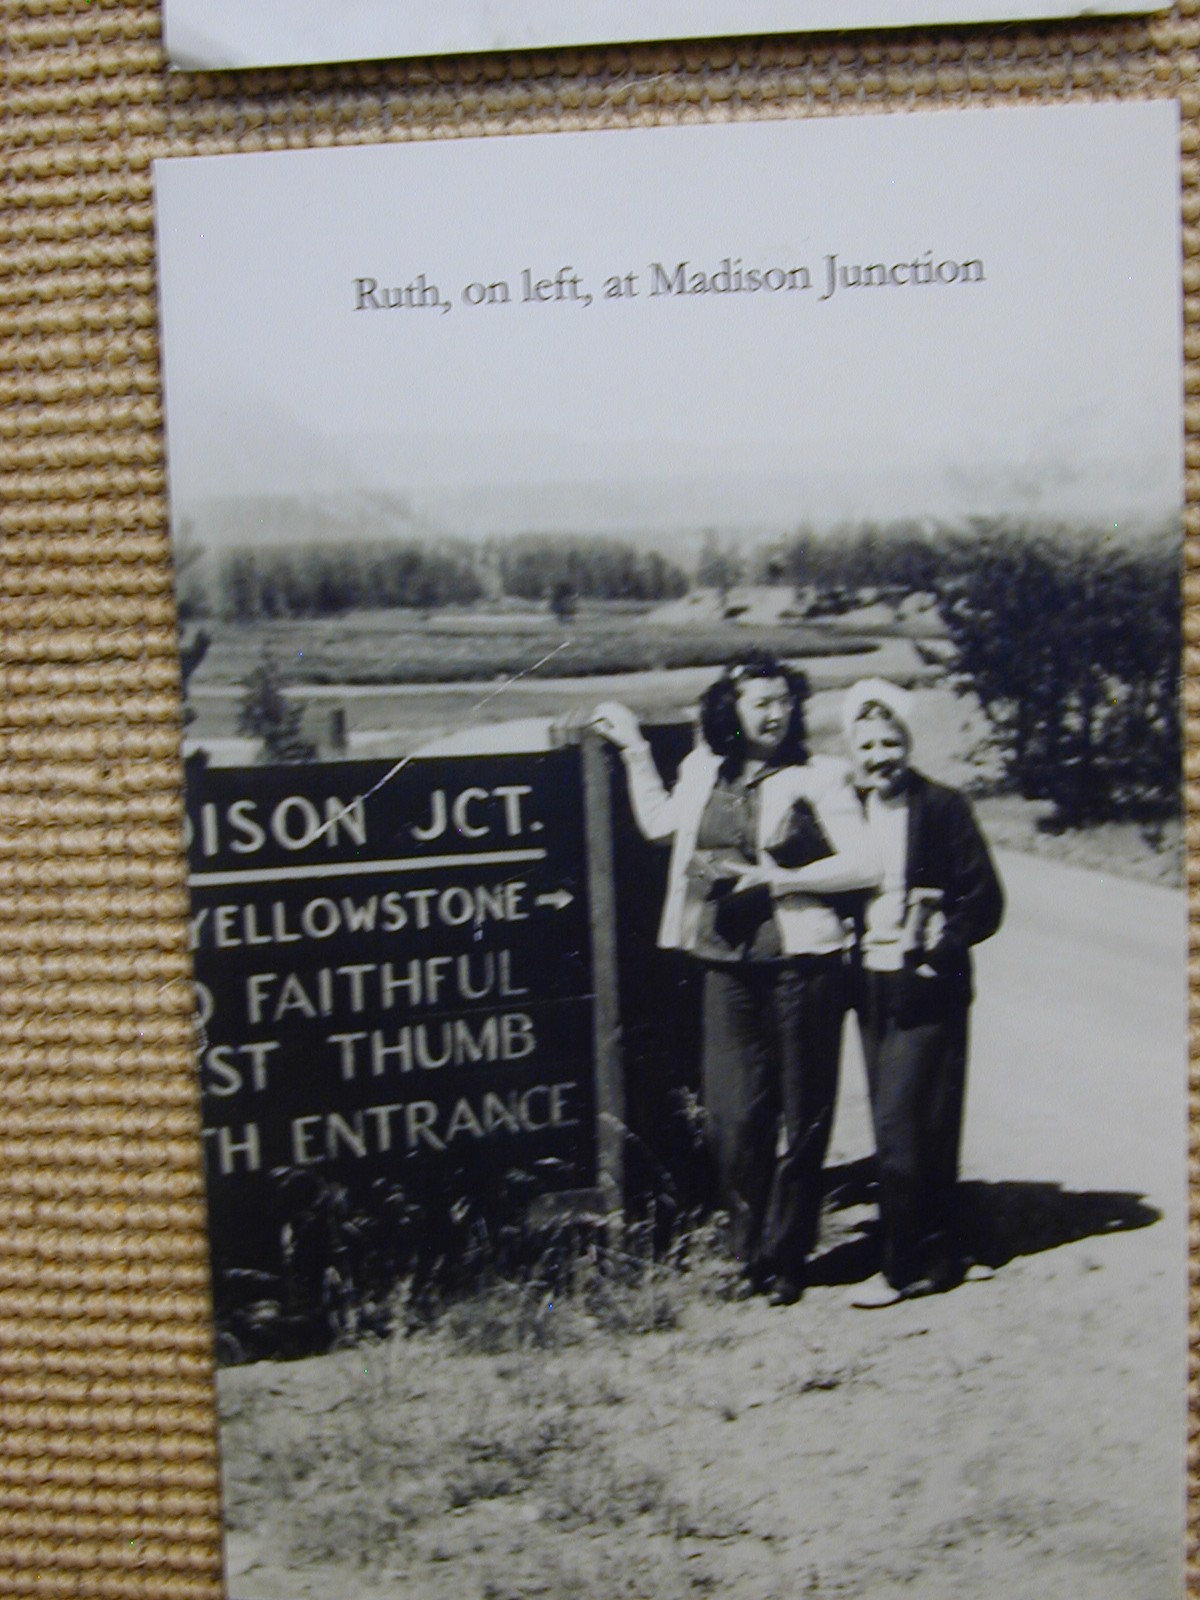 Ruth, on left, at Madison Junction
DISON JCT.
YELLOWSTONE →
D FAITHFUL
ST THUMB
TH ENTRANCE